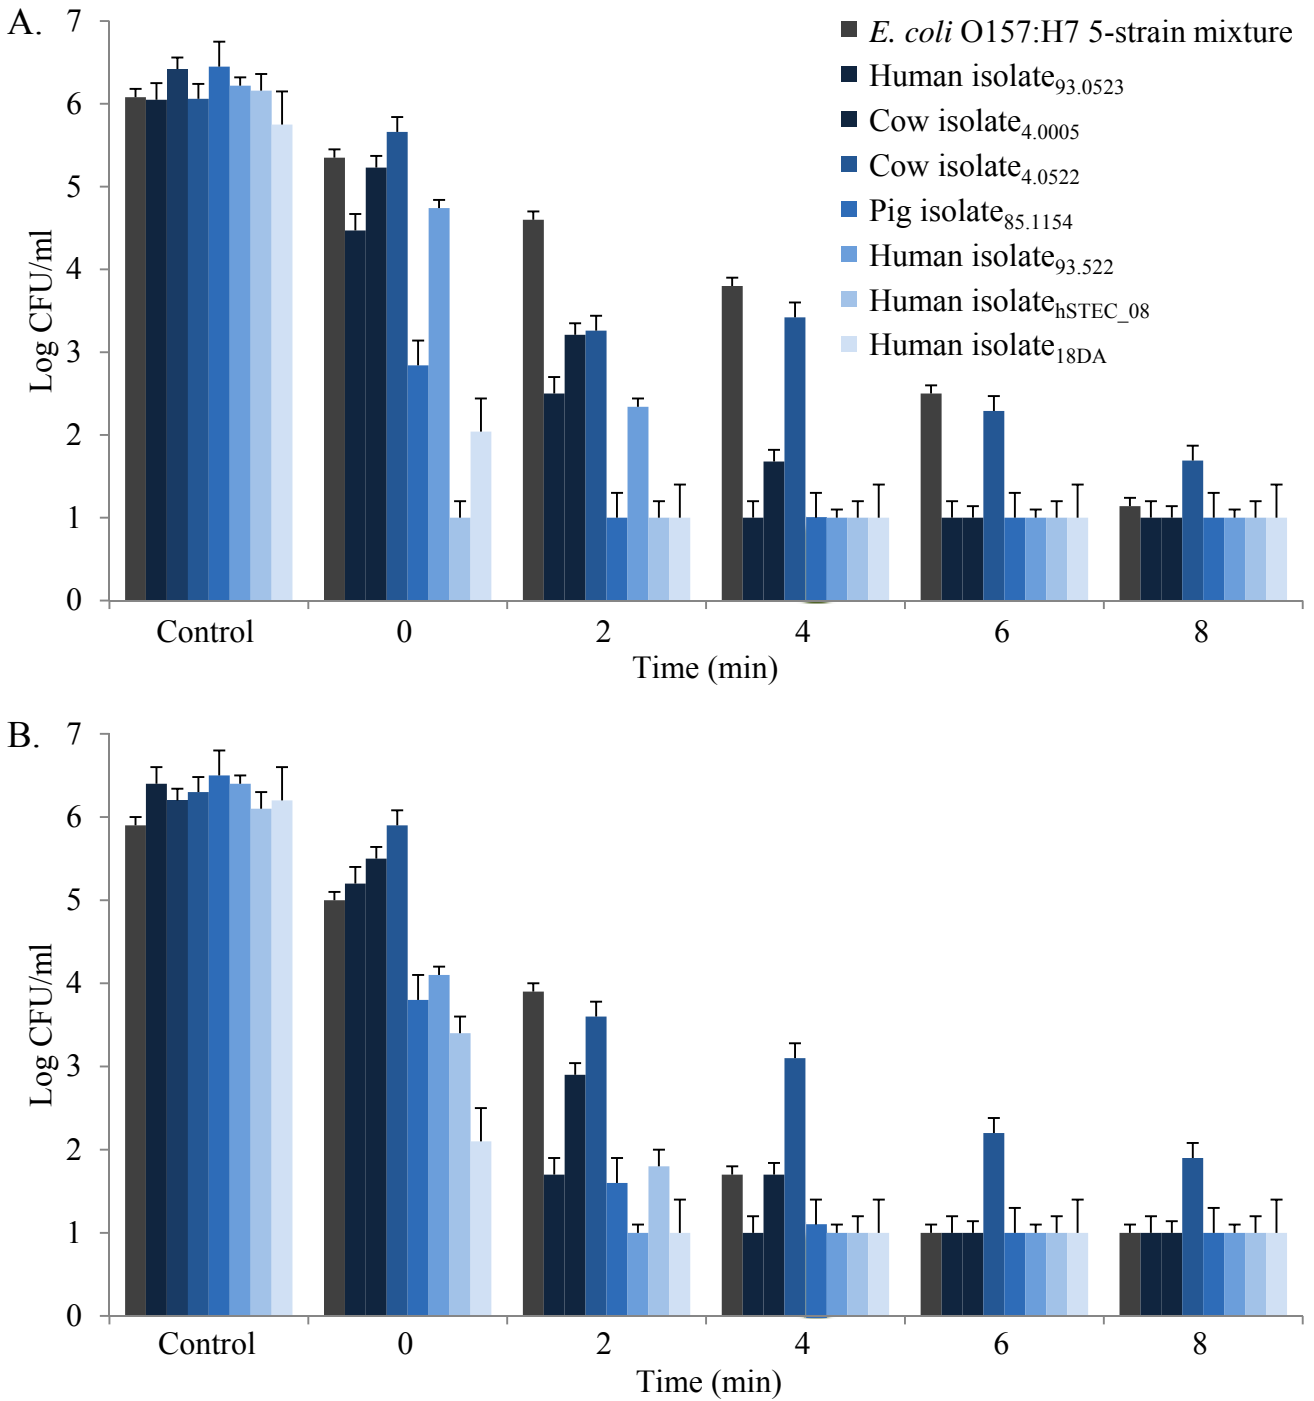 A.
7
6
5
4
3
2
1
0
Log CFU/ml
E. coli O157:H7 5-strain mixture
Human isolate93.0523
Cow isolate4.0005
Cow isolate4.0522
Pig isolate85.1154
Human isolate93.522
Human isolatehSTEC_08
Human isolate18DA
Control 0 2 4 6 8
Time (min)
B.
7
6
5
4
3
2
1
0
Log CFU/ml
Control 0 2 4 6 8
Time (min)